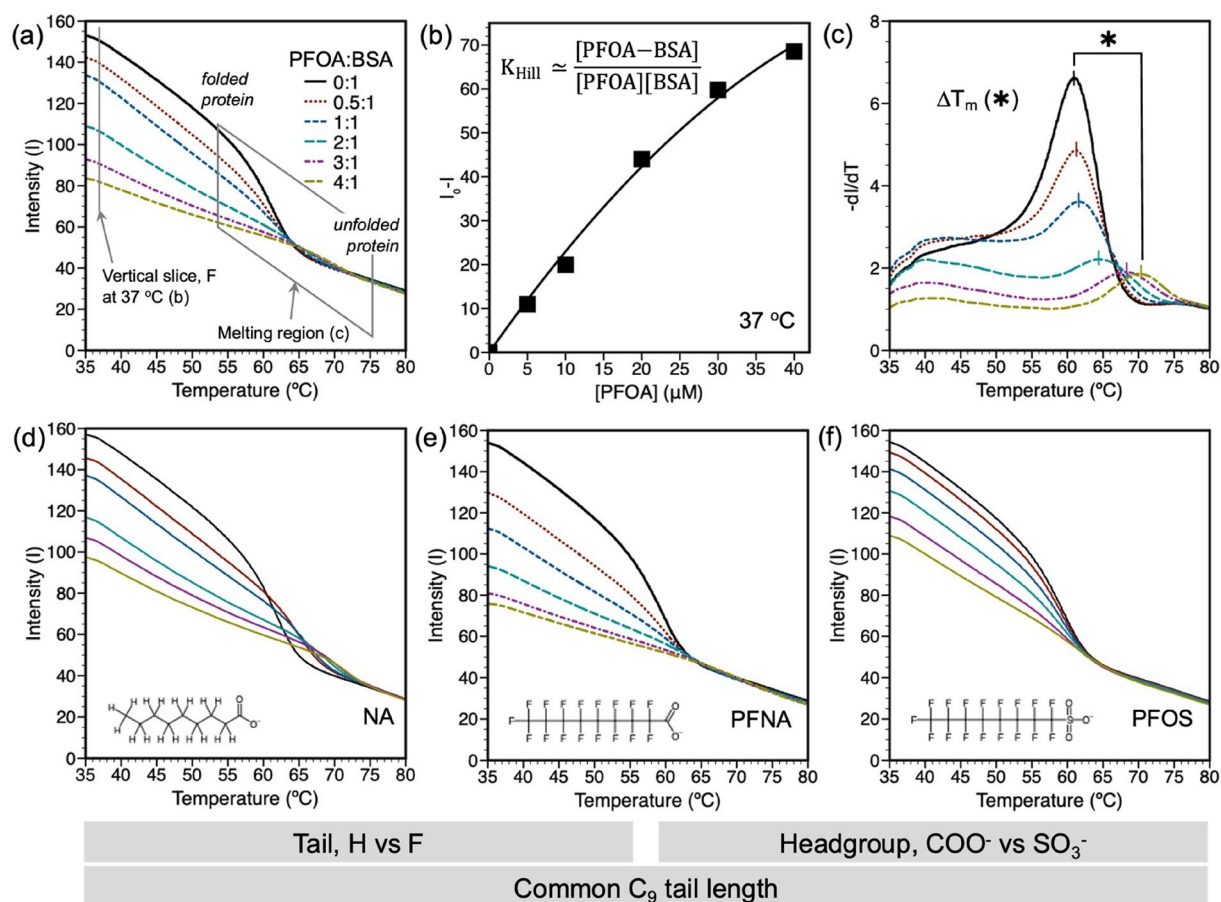 (a)
160
140
120
100
80
60
40
20
0
Intensity (I)
folded
protein
PFOA:BSA
0:1
0.5:1
1:1
2:1
3:1
4:1
unfolded
protein
Vertical slice, F
at 37 ºC (b)
Melting region (c)
35 40 45 50 55 60 65 70 75 80
Temperature (ºC)
(b)
70
60
50
40
30
20
10
0
I₀-I
K_Hill ≃ [PFOA−BSA] / [PFOA][BSA]
37 ºC
0 5 10 15 20 25 30 35 40
[PFOA] (µM)
(c)
8
6
4
2
0
-dI/dT
*
ΔTₘ (*)
35 40 45 50 55 60 65 70 75 80
Temperature (ºC)
(d)
160
140
120
100
80
60
40
20
0
Intensity (I)
H H H H H H H H H H H H H H H H H
O
O⁻
NA
35 40 45 50 55 60 65 70 75 80
Temperature (ºC)
(e)
160
140
120
100
80
60
40
20
0
Intensity (I)
F F F F F F F F
F
O
O⁻
F F F F F F F F
PFNA
35 40 45 50 55 60 65 70 75 80
Temperature (ºC)
(f)
160
140
120
100
80
60
40
20
0
Intensity (I)
F F F F F F F F O
F S O⁻
F F F F F F F F O
PFOS
35 40 45 50 55 60 65 70 75 80
Temperature (ºC)
Tail, H vs F
Headgroup, COO⁻ vs SO₃⁻
Common C₉ tail length